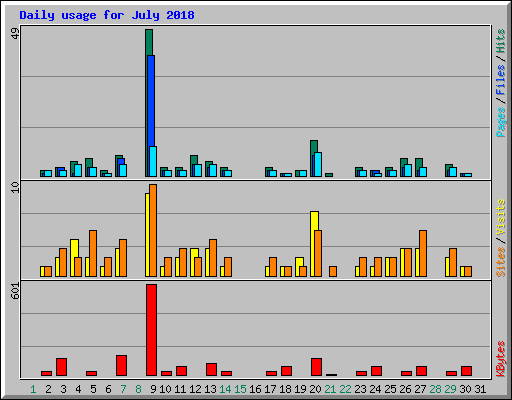 Daily usage for July 2018
49
Pages / Files / Hits
10
Sites / Visits
601
KBytes
1 2 3 4 5 6 7 8 9 10 11 12 13 14 15 16 17 18 19 20 21 22 23 24 25 26 27 28 29 30 31